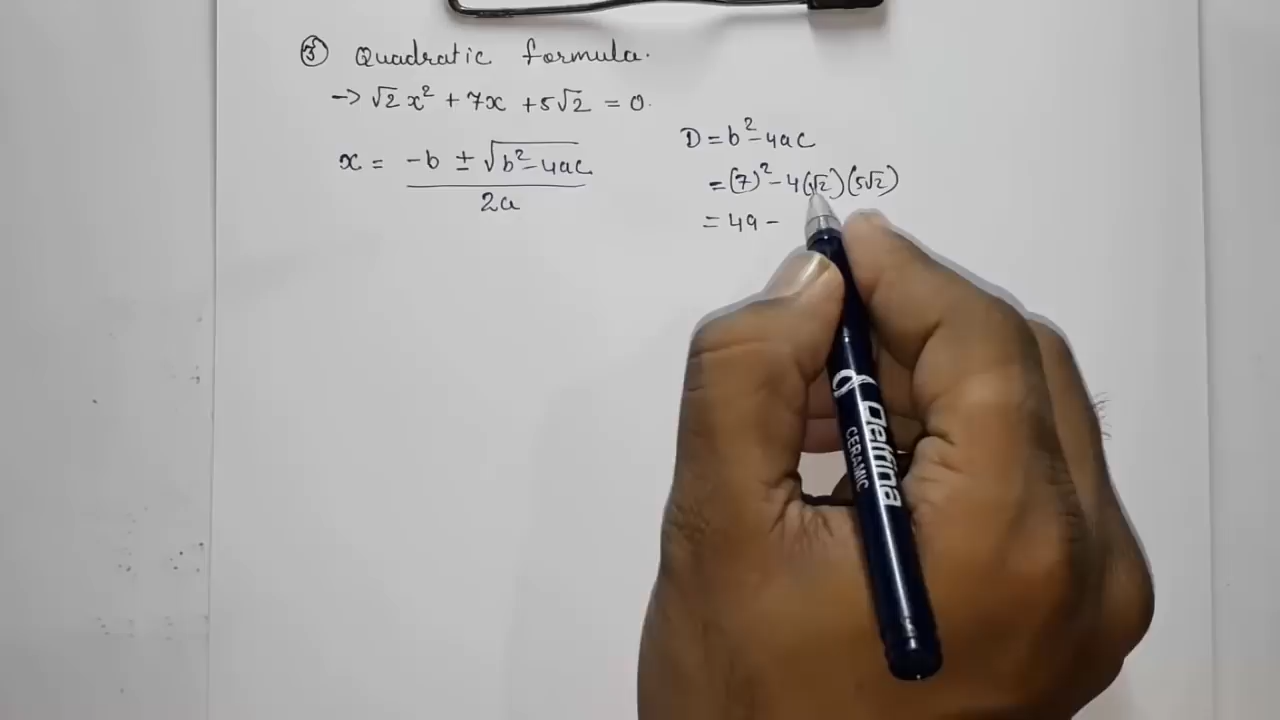 ③ Quadratic formula.
→ √2 x² + 7x + 5√2 = 0.
x = -b ± √b²-4ac / 2a
D = b² - 4ac
= (7)² - 4(√2)(5√2)
= 49 -
Delfina
CERAMIC